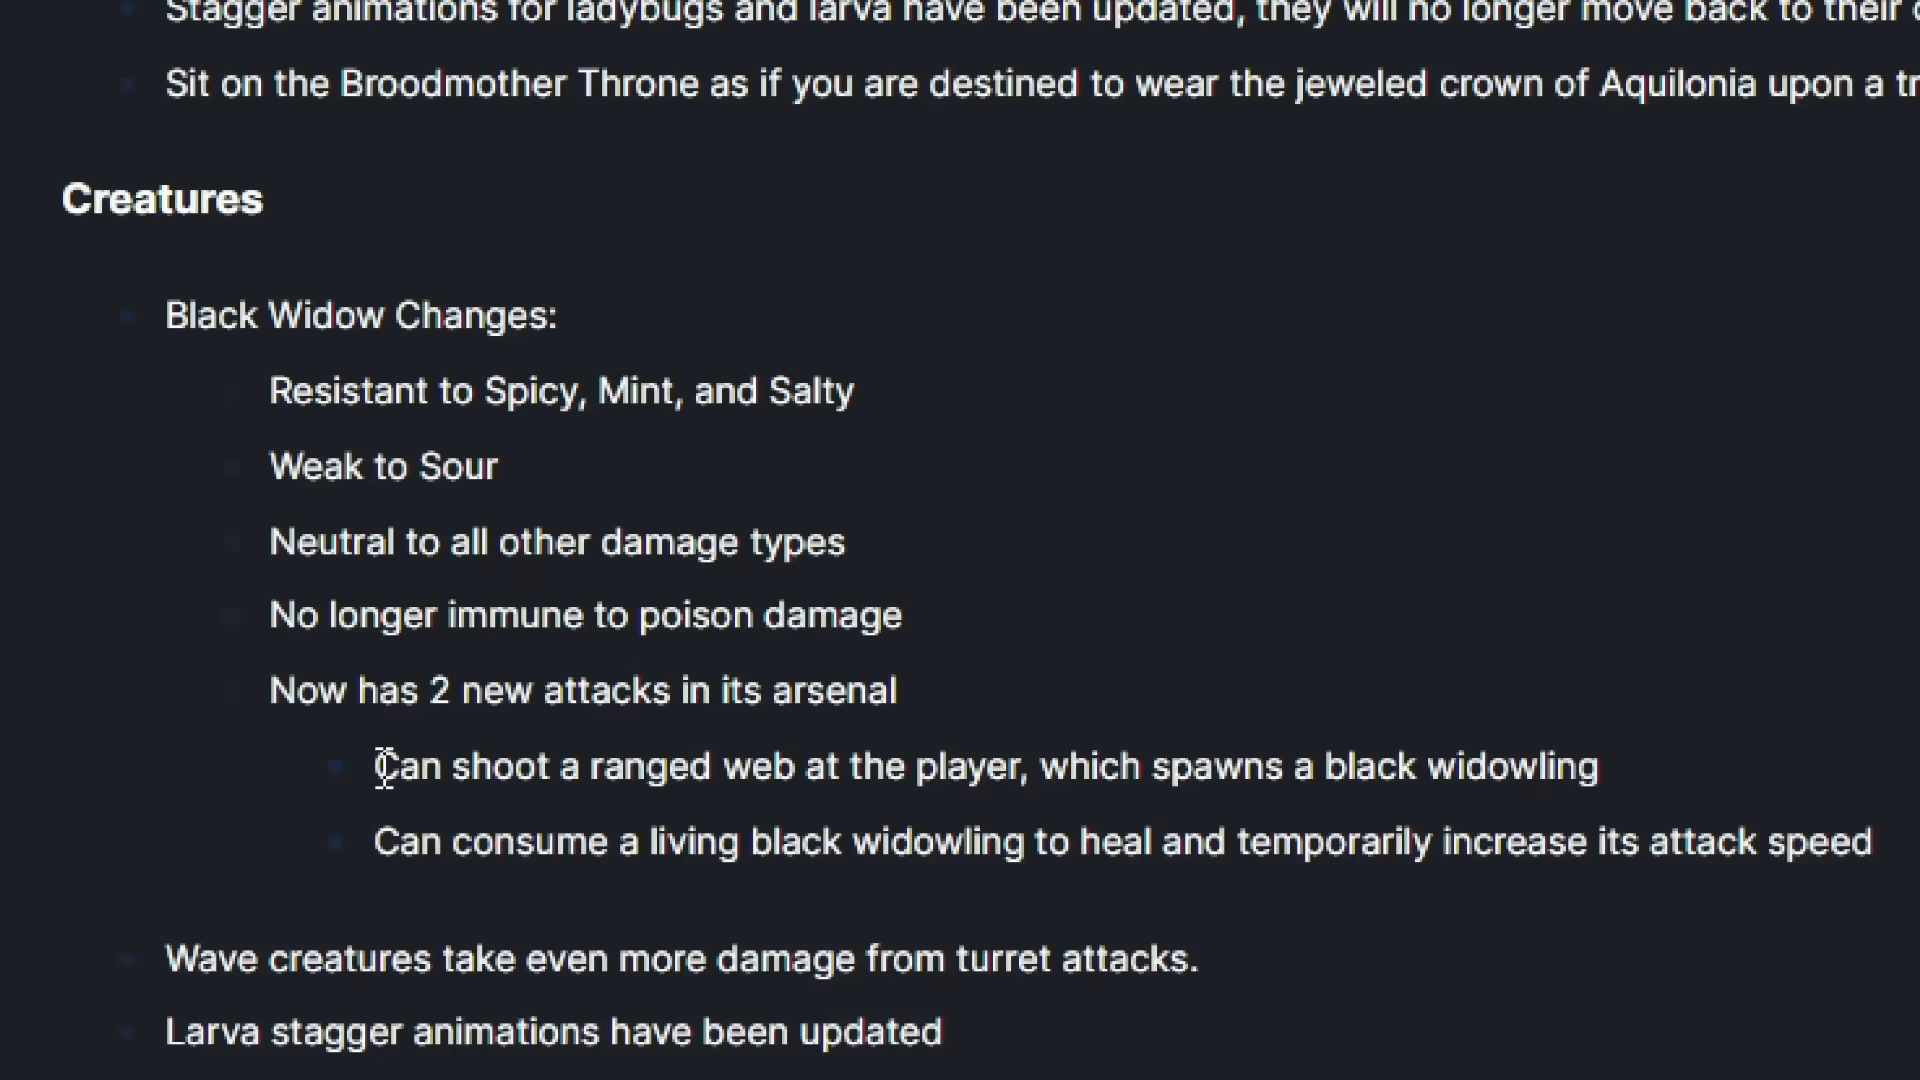 Stagger animations for ladybugs and larva have been updated, they will no longer move back to their
Sit on the Broodmother Throne as if you are destined to wear the jeweled crown of Aquilonia upon a
Creatures
Black Widow Changes:
Resistant to Spicy, Mint, and Salty
Weak to Sour
Neutral to all other damage types
No longer immune to poison damage
Now has 2 new attacks in its arsenal
Can shoot a ranged web at the player, which spawns a black widowling
Can consume a living black widowling to heal and temporarily increase its attack speed
Wave creatures take even more damage from turret attacks.
Larva stagger animations have been updated